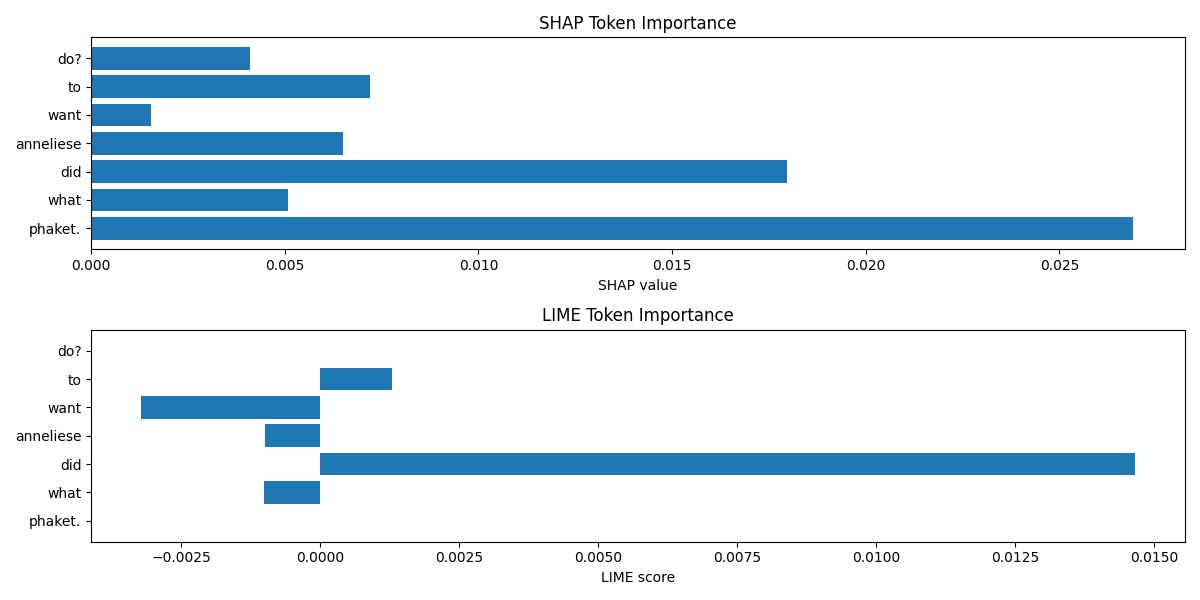 SHAP Token Importance
do?
to
want
anneliese
did
what
phaket.
0.000 0.005 0.010 0.015 0.020 0.025
SHAP value
LIME Token Importance
do?
to
want
anneliese
did
what
phaket.
−0.0025 0.0000 0.0025 0.0050 0.0075 0.0100 0.0125 0.0150
LIME score